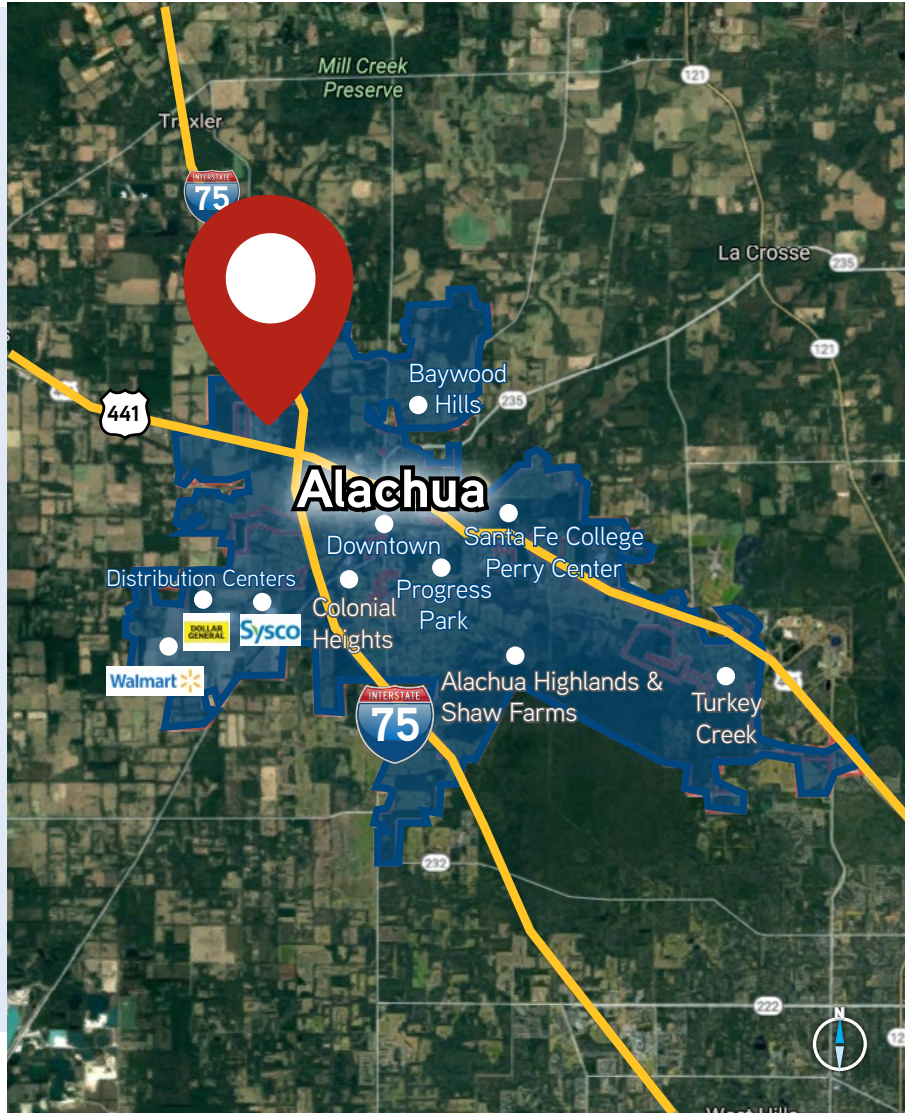 Mill Creek
Preserve
121
INTERSTATE
75
La Crosse
235
121
Baywood
Hills
235
441
Alachua
Santa Fe College
Perry Center
Downtown
Distribution Centers
Progress
Park
Colonial
Heights
DOLLAR
GENERAL
Sysco
Walmart
Alachua Highlands &
Shaw Farms
Turkey
Creek
INTERSTATE
75
232
222
N